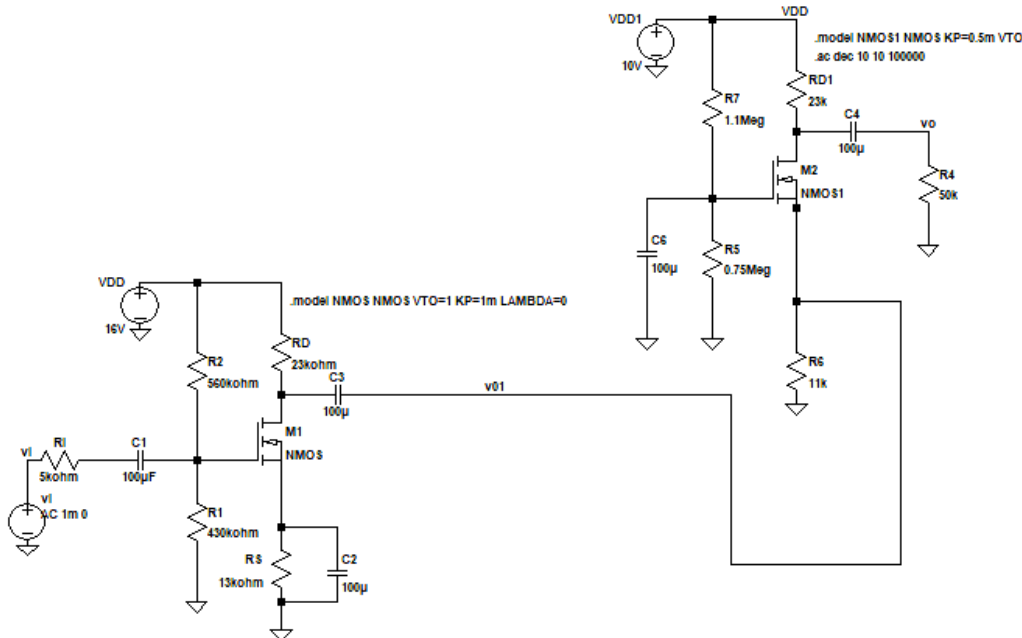 VDD1
10V
VDD
.model NMOS1 NMOS KP=0.5m VTO
.ac dec 10 10 100000
RD1
23k
R7
1.1Meg
C4
100µ
vo
M2
NMOS1
R4
50k
C6
100µ
R5
0.75Meg
R6
11k
VDD
16V
.model NMOS NMOS VTO=1 KP=1m LAMBDA=0
R2
560kohm
RD
23kohm
C3
100µ
v01
M1
NMOS
vi
RI
5kohm
C1
100µF
vi
AC 1m 0
R1
430kohm
RS
13kohm
C2
100µ